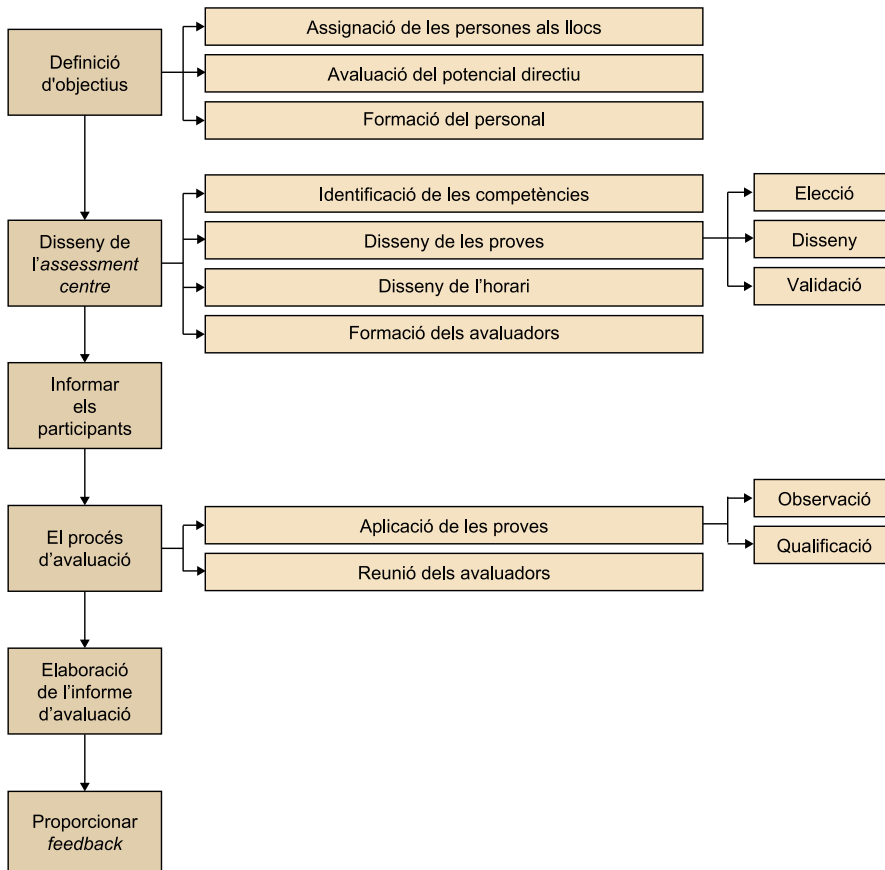 Definició
d'objectius
Assignació de les persones als llocs
Avaluació del potencial directiu
Formació del personal
Disseny de
l’assessment
centre
Identificació de les competències
Disseny de les proves
Disseny de l’horari
Formació dels avaluadors
Elecció
Disseny
Validació
Informar
els
participants
El procés
d’avaluació
Aplicació de les proves
Reunió dels avaluadors
Observació
Qualificació
Elaboració
de l’informe
d’avaluació
Proporcionar
feedback